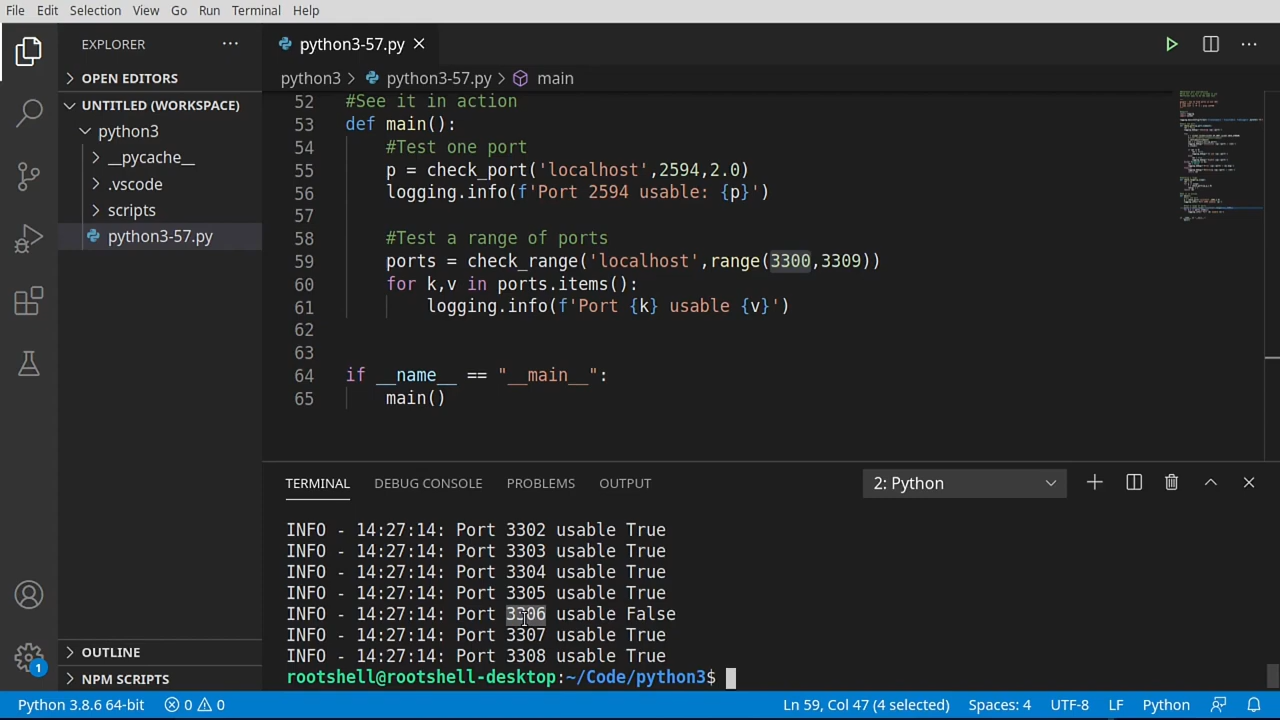 File Edit Selection View Go Run Terminal Help
EXPLORER
python3-57.py
OPEN EDITORS
UNTITLED (WORKSPACE)
python3
__pycache__
.vscode
scripts
python3-57.py
OUTLINE
NPM SCRIPTS
python3 > python3-57.py > main
52 #See it in action
53 def main():
54 #Test one port
55 p = check_port('localhost',2594,2.0)
56 logging.info(f'Port 2594 usable: {p}')
57
58 #Test a range of ports
59 ports = check_range('localhost',range(3300,3309))
60 for k,v in ports.items():
61 logging.info(f'Port {k} usable {v}')
62
63
64 if __name__ == "__main__":
65 main()
TERMINAL DEBUG CONSOLE PROBLEMS OUTPUT 2: Python
INFO - 14:27:14: Port 3302 usable True
INFO - 14:27:14: Port 3303 usable True
INFO - 14:27:14: Port 3304 usable True
INFO - 14:27:14: Port 3305 usable True
INFO - 14:27:14: Port 3306 usable False
INFO - 14:27:14: Port 3307 usable True
INFO - 14:27:14: Port 3308 usable True
rootshell@rootshell-desktop:~/Code/python3$
1
Python 3.8.6 64-bit 0 0 Ln 59, Col 47 (4 selected) Spaces: 4 UTF-8 LF Python